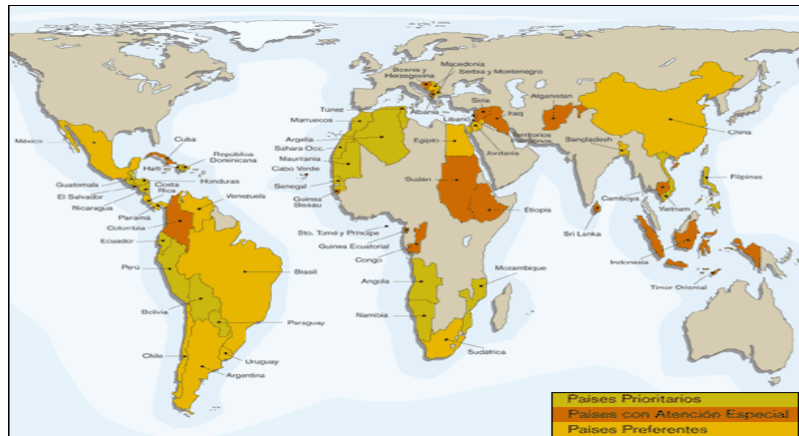 Macedonia
Bosnia y
Herzegovina
Serbia y Montenegro
Túnez
Albania
Siria
Afganistán
Marruecos
Líbano
Iraq
China
México
Cuba
Argelia
Egipto
Territorios
Bangladesh
República
Dominicana
Sahara Occ.
Jordania
Haití
Mauritania
Filipinas
Cabo Verde
Guatemala
Costa
Rica
Honduras
Senegal
Sudán
Camboya
El Salvador
Venezuela
Guinea
Bissau
Etiopía
Vietnam
Nicaragua
Panamá
Sto. Tomé y Príncipe
Sri Lanka
Colombia
Guinea Ecuatorial
Ecuador
Congo
Indonesia
Perú
Brasil
Angola
Mozambique
Timor Oriental
Bolivia
Namibia
Paraguay
Chile
Uruguay
Sudáfrica
Argentina
Países Prioritarios
Países con Atención Especial
Países Preferentes